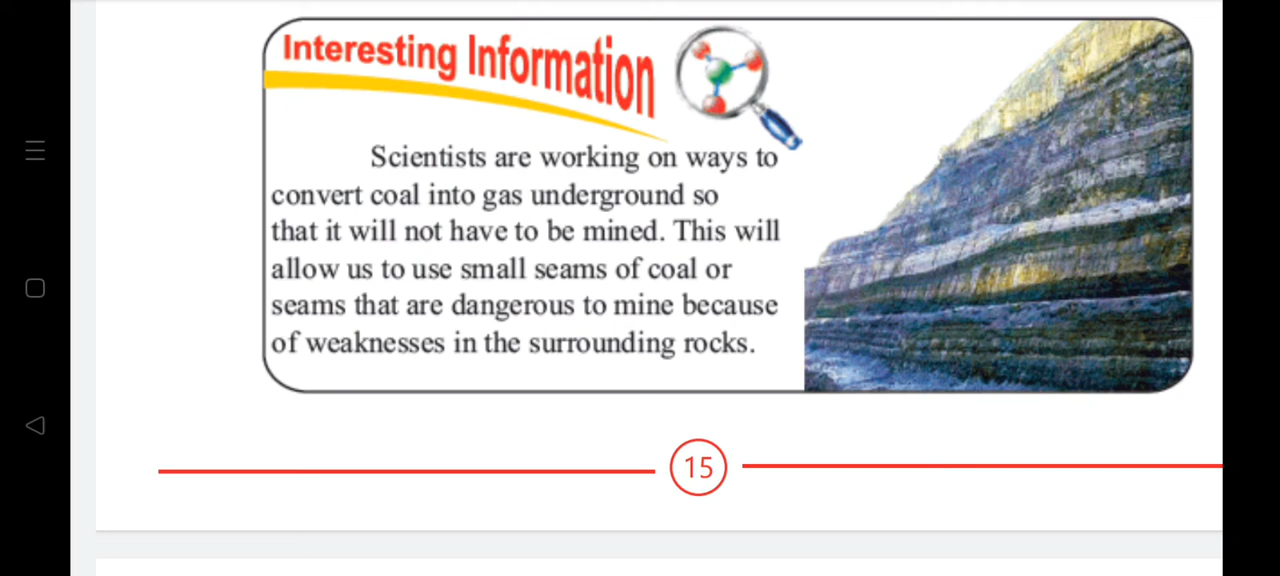 Interesting Information
Scientists are working on ways to
convert coal into gas underground so
that it will not have to be mined. This will
allow us to use small seams of coal or
seams that are dangerous to mine because
of weaknesses in the surrounding rocks.
15